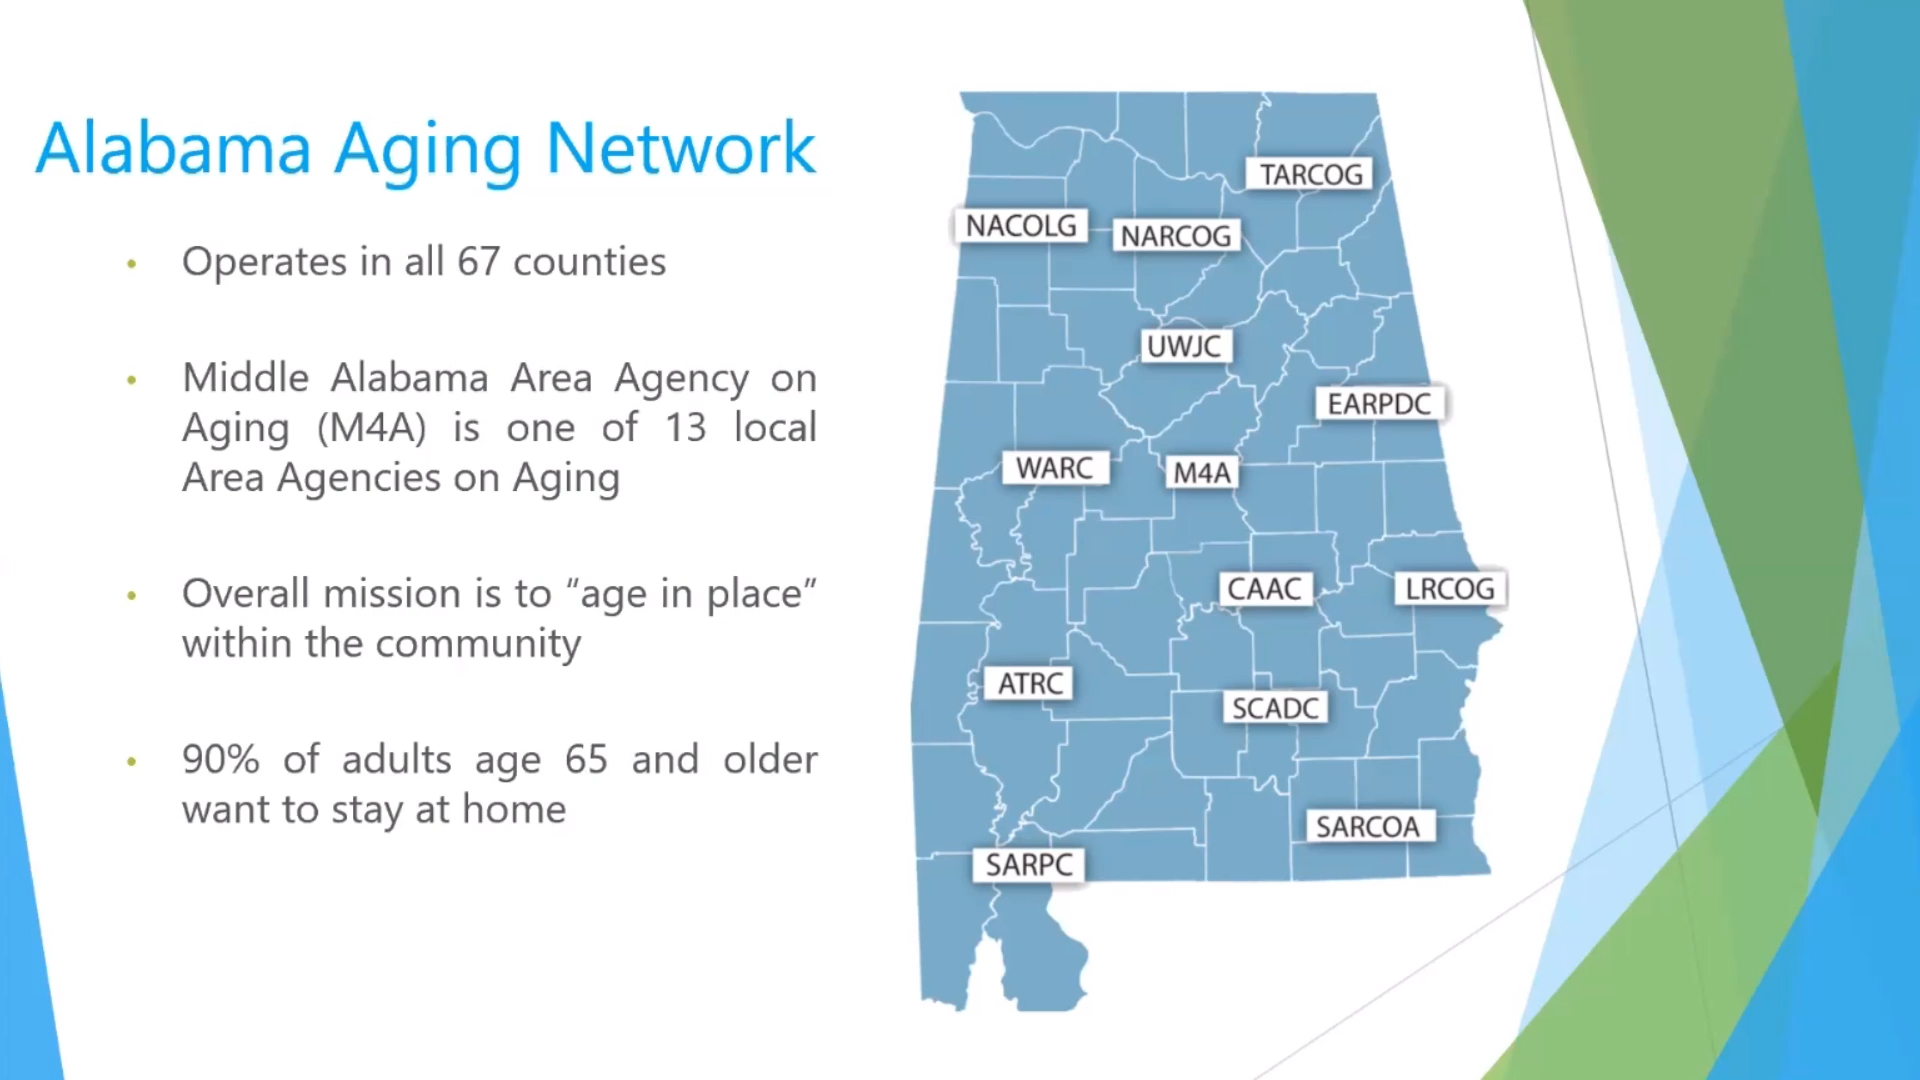 Alabama Aging Network
• Operates in all 67 counties
• Middle Alabama Area Agency on
Aging (M4A) is one of 13 local
Area Agencies on Aging
• Overall mission is to “age in place”
within the community
• 90% of adults age 65 and older
want to stay at home
TARCOG
NACOLG
NARCOG
UWJC
EARPDC
WARC
M4A
CAAC
LRCOG
ATRC
SCADC
SARCOA
SARPC